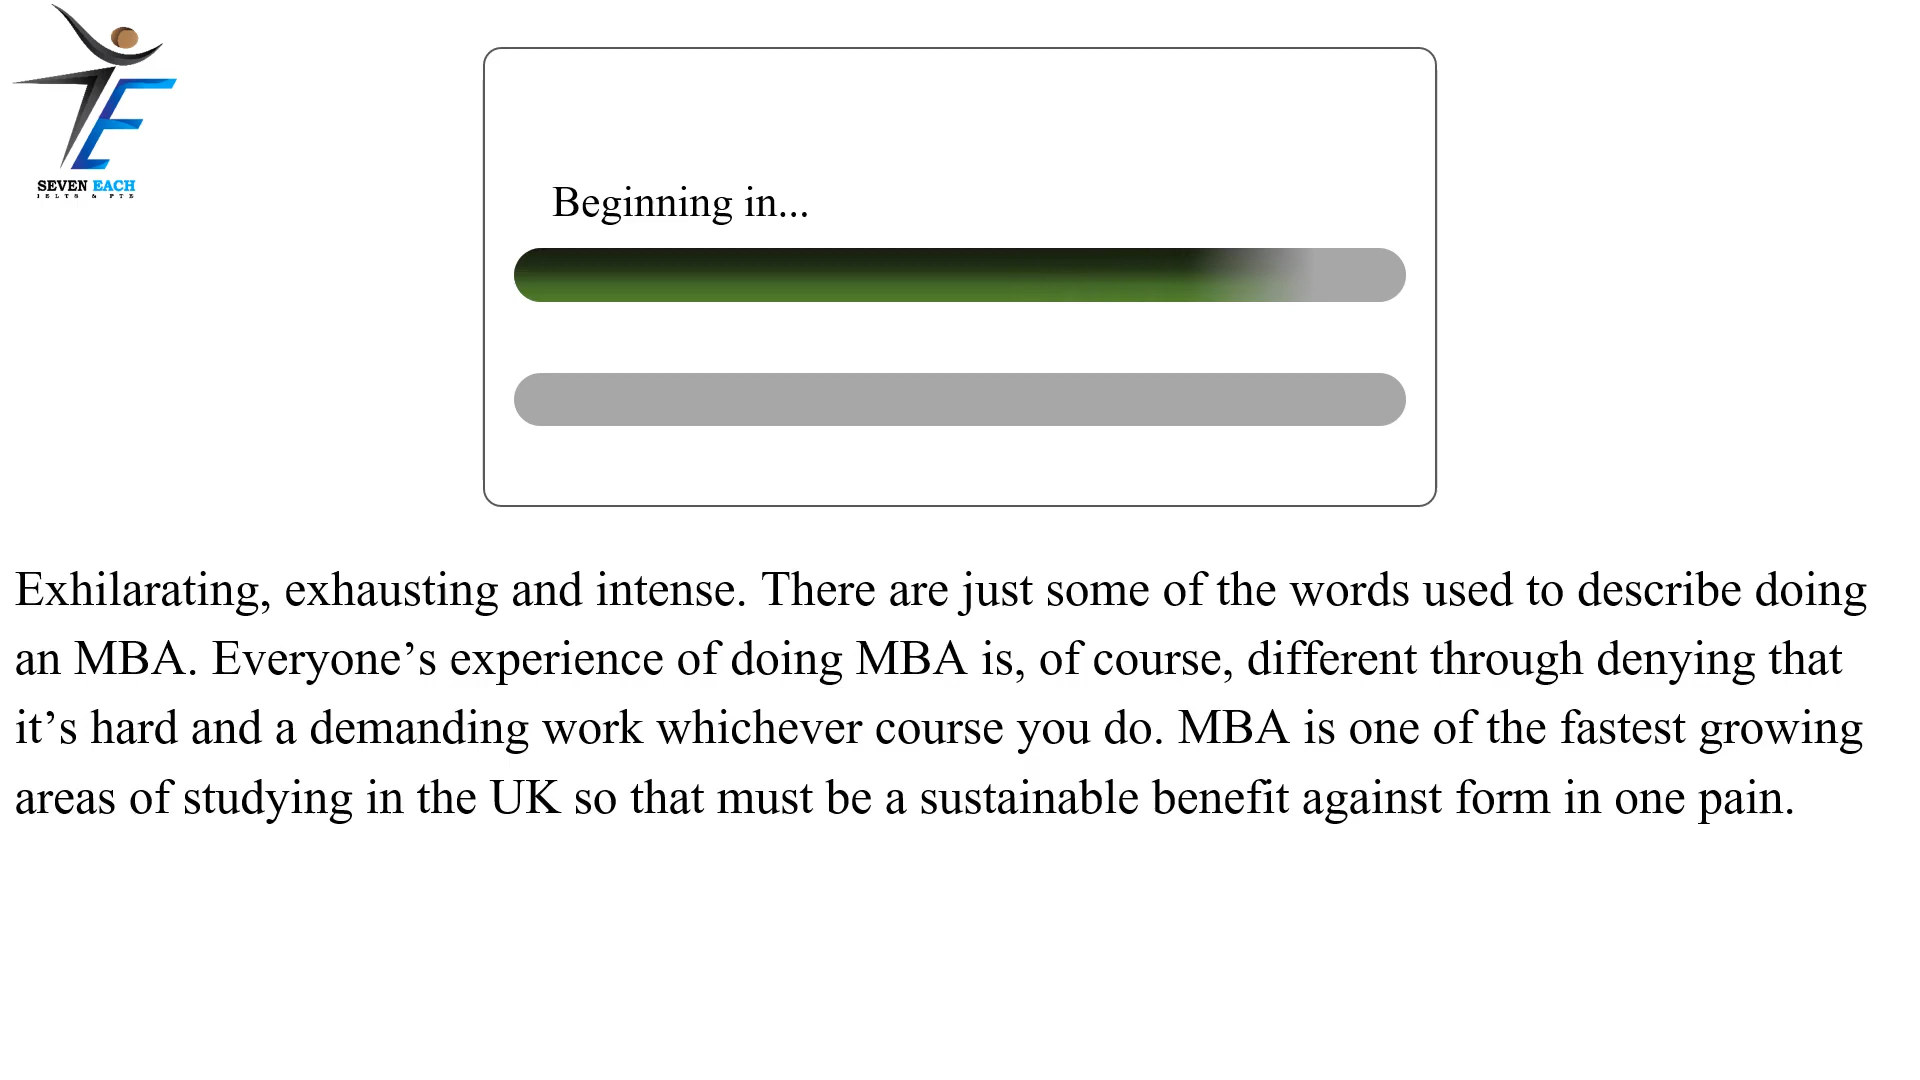 SEVEN EACH
IELTS & PTE
Beginning in...
Exhilarating, exhausting and intense. There are just some of the words used to describe doing
an MBA. Everyone’s experience of doing MBA is, of course, different through denying that
it’s hard and a demanding work whichever course you do. MBA is one of the fastest growing
areas of studying in the UK so that must be a sustainable benefit against form in one pain.